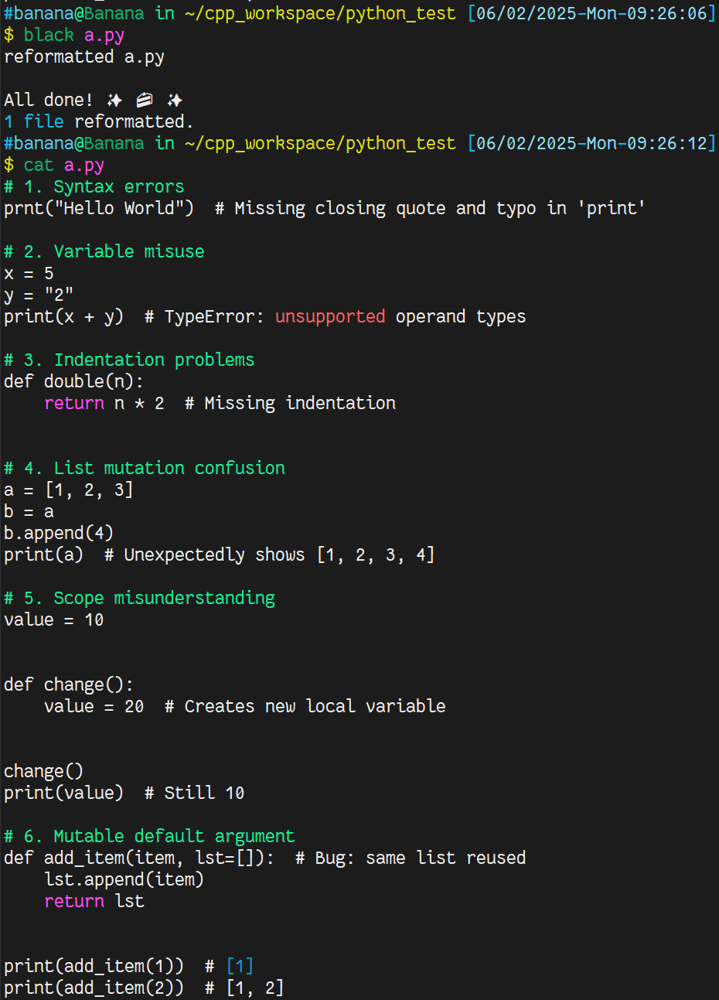 #banana@Banana in ~/cpp_workspace/python_test [06/02/2025-Mon-09:26:06]
$ black a.py
reformatted a.py

All done! ✨ 🍰 ✨
1 file reformatted.
#banana@Banana in ~/cpp_workspace/python_test [06/02/2025-Mon-09:26:12]
$ cat a.py
# 1. Syntax errors
prnt("Hello World")  # Missing closing quote and typo in 'print'

# 2. Variable misuse
x = 5
y = "2"
print(x + y)  # TypeError: unsupported operand types

# 3. Indentation problems
def double(n):
    return n * 2  # Missing indentation


# 4. List mutation confusion
a = [1, 2, 3]
b = a
b.append(4)
print(a)  # Unexpectedly shows [1, 2, 3, 4]

# 5. Scope misunderstanding
value = 10


def change():
    value = 20  # Creates new local variable


change()
print(value)  # Still 10

# 6. Mutable default argument
def add_item(item, lst=[]):  # Bug: same list reused
    lst.append(item)
    return lst


print(add_item(1))  # [1]
print(add_item(2))  # [1, 2]